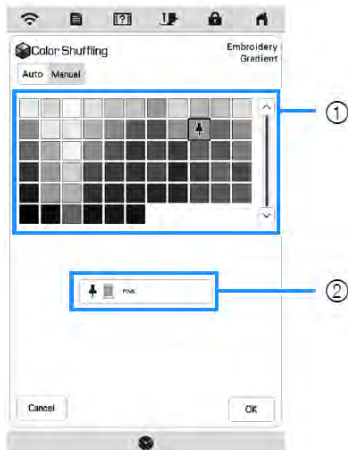 Color Shuffling
Embroidery
Gradient
Auto Manual
①
②
PINK
Cancel
OK